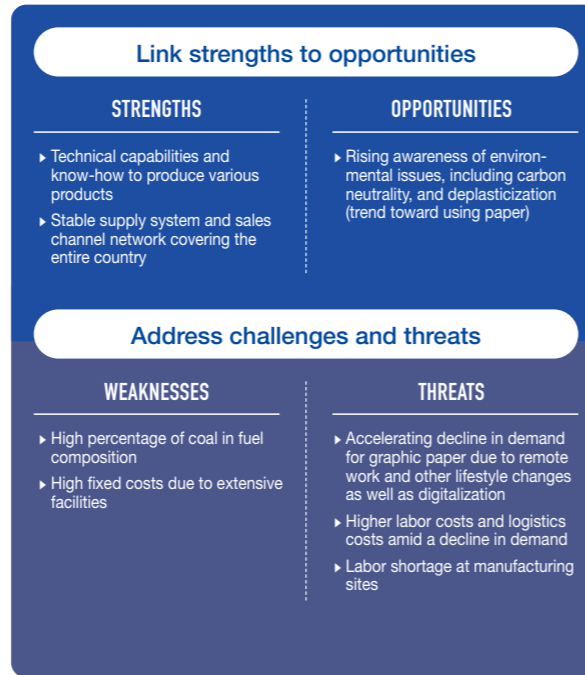 Link strengths to opportunities
STRENGTHS
▸ Technical capabilities and
know-how to produce various
products
▸ Stable supply system and sales
channel network covering the
entire country
OPPORTUNITIES
▸ Rising awareness of environ-
mental issues, including carbon
neutrality, and deplasticization
(trend toward using paper)
Address challenges and threats
WEAKNESSES
▸ High percentage of coal in fuel
composition
▸ High fixed costs due to extensive
facilities
THREATS
▸ Accelerating decline in demand
for graphic paper due to remote
work and other lifestyle changes
as well as digitalization
▸ Higher labor costs and logistics
costs amid a decline in demand
▸ Labor shortage at manufacturing
sites